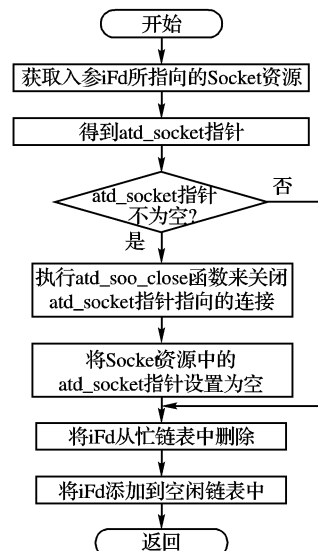 开始
获取入参iFd所指向的Socket资源
得到atd_socket指针
atd_socket指针
不为空?
否
是
执行atd_soo_close函数来关闭
atd_socket指针指向的连接
将Socket资源中的
atd_socket指针设置为空
将iFd从忙链表中删除
将iFd添加到空闲链表中
返回